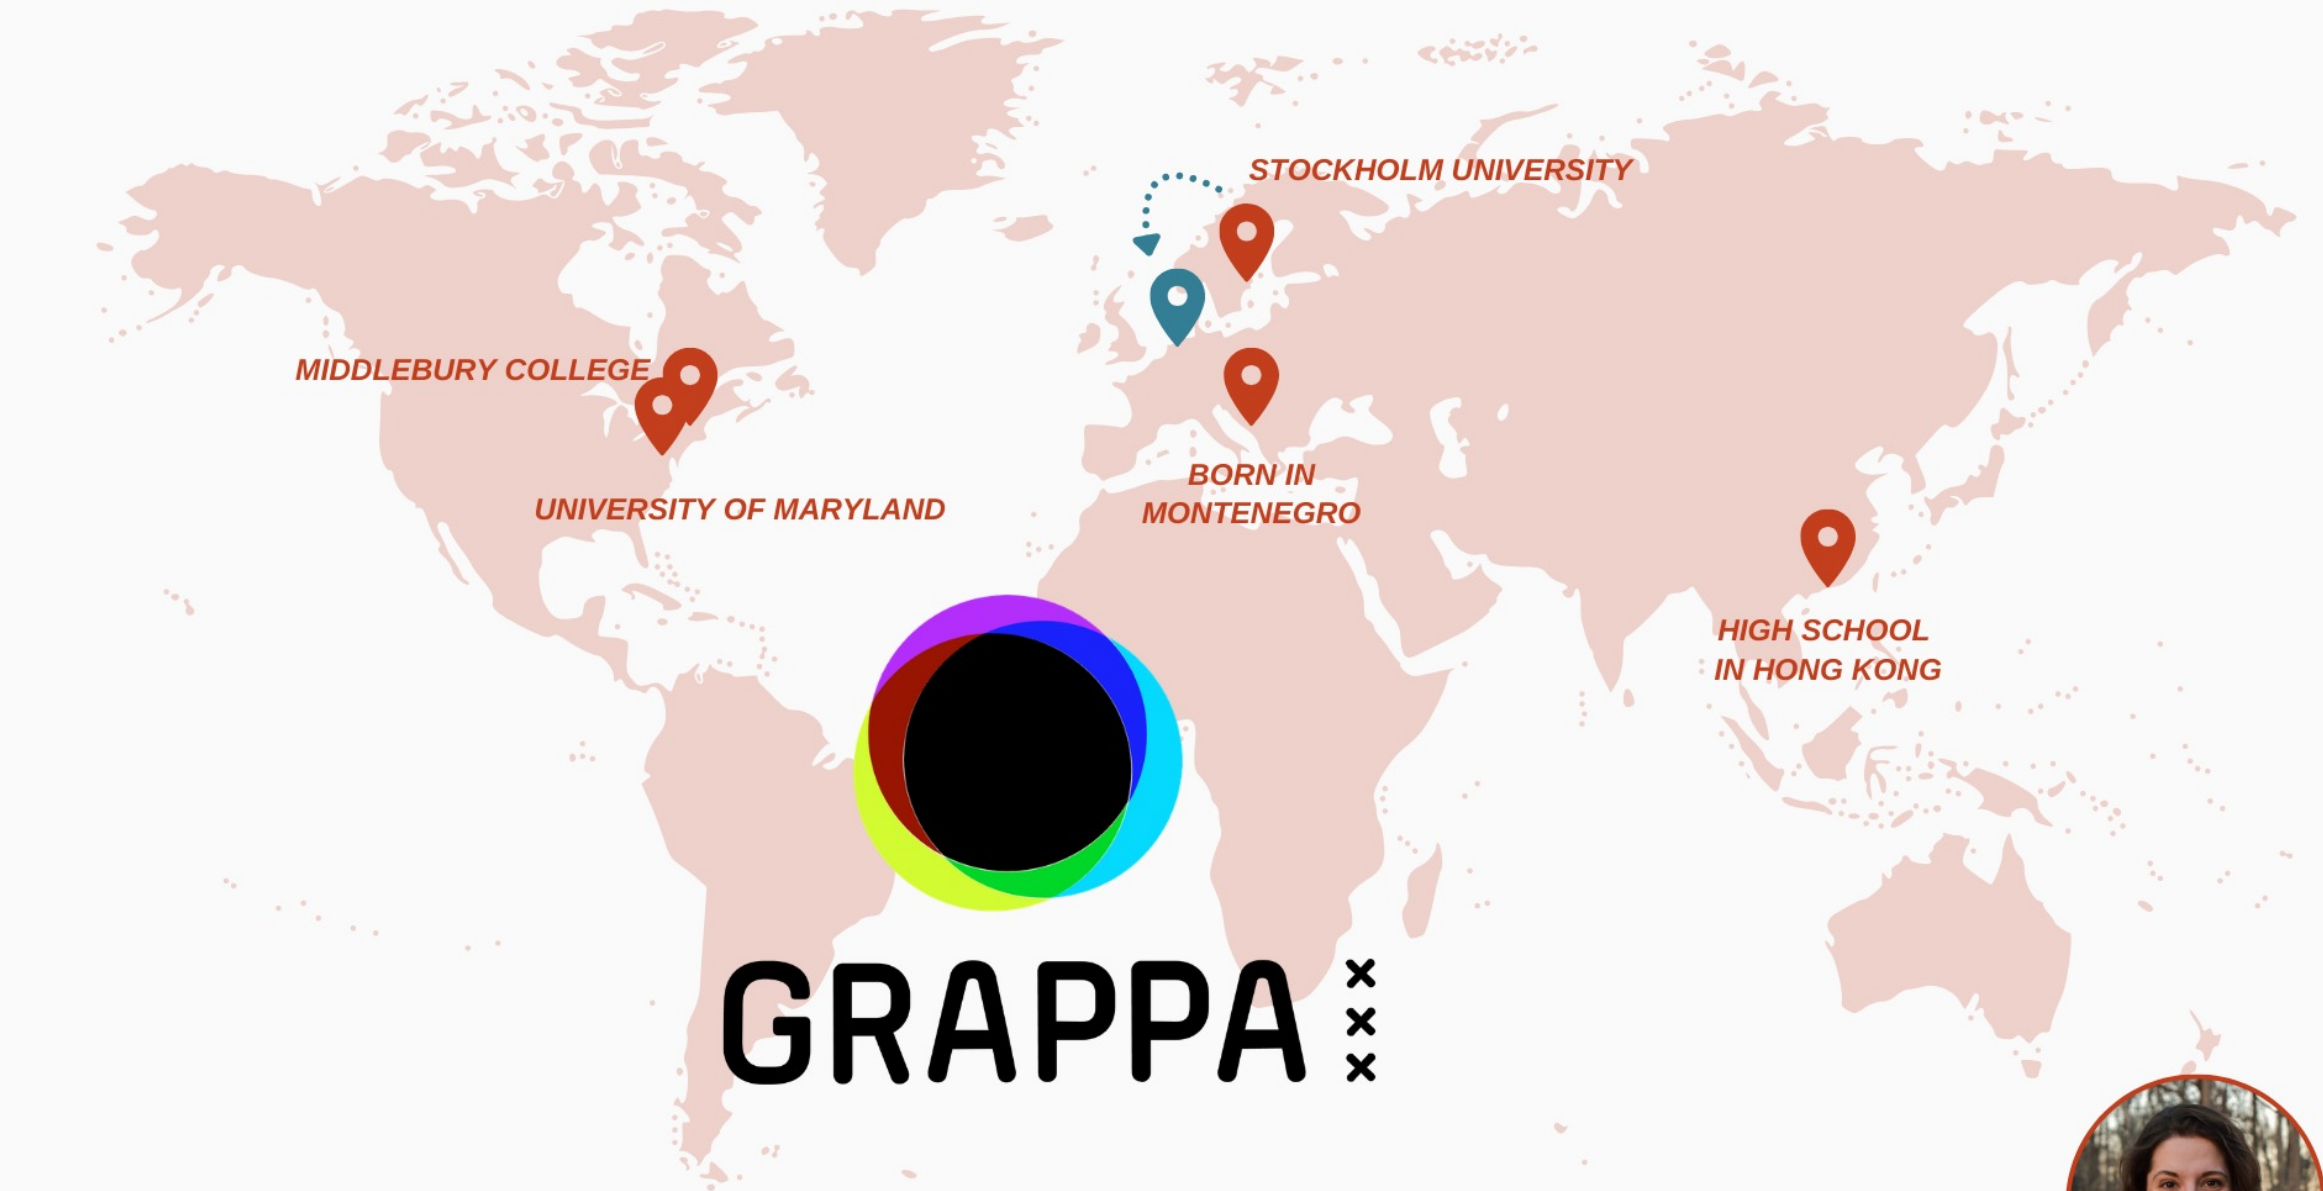 STOCKHOLM UNIVERSITY
MIDDLEBURY COLLEGE
BORN IN
MONTENEGRO
UNIVERSITY OF MARYLAND
HIGH SCHOOL
IN HONG KONG
GRAPPA